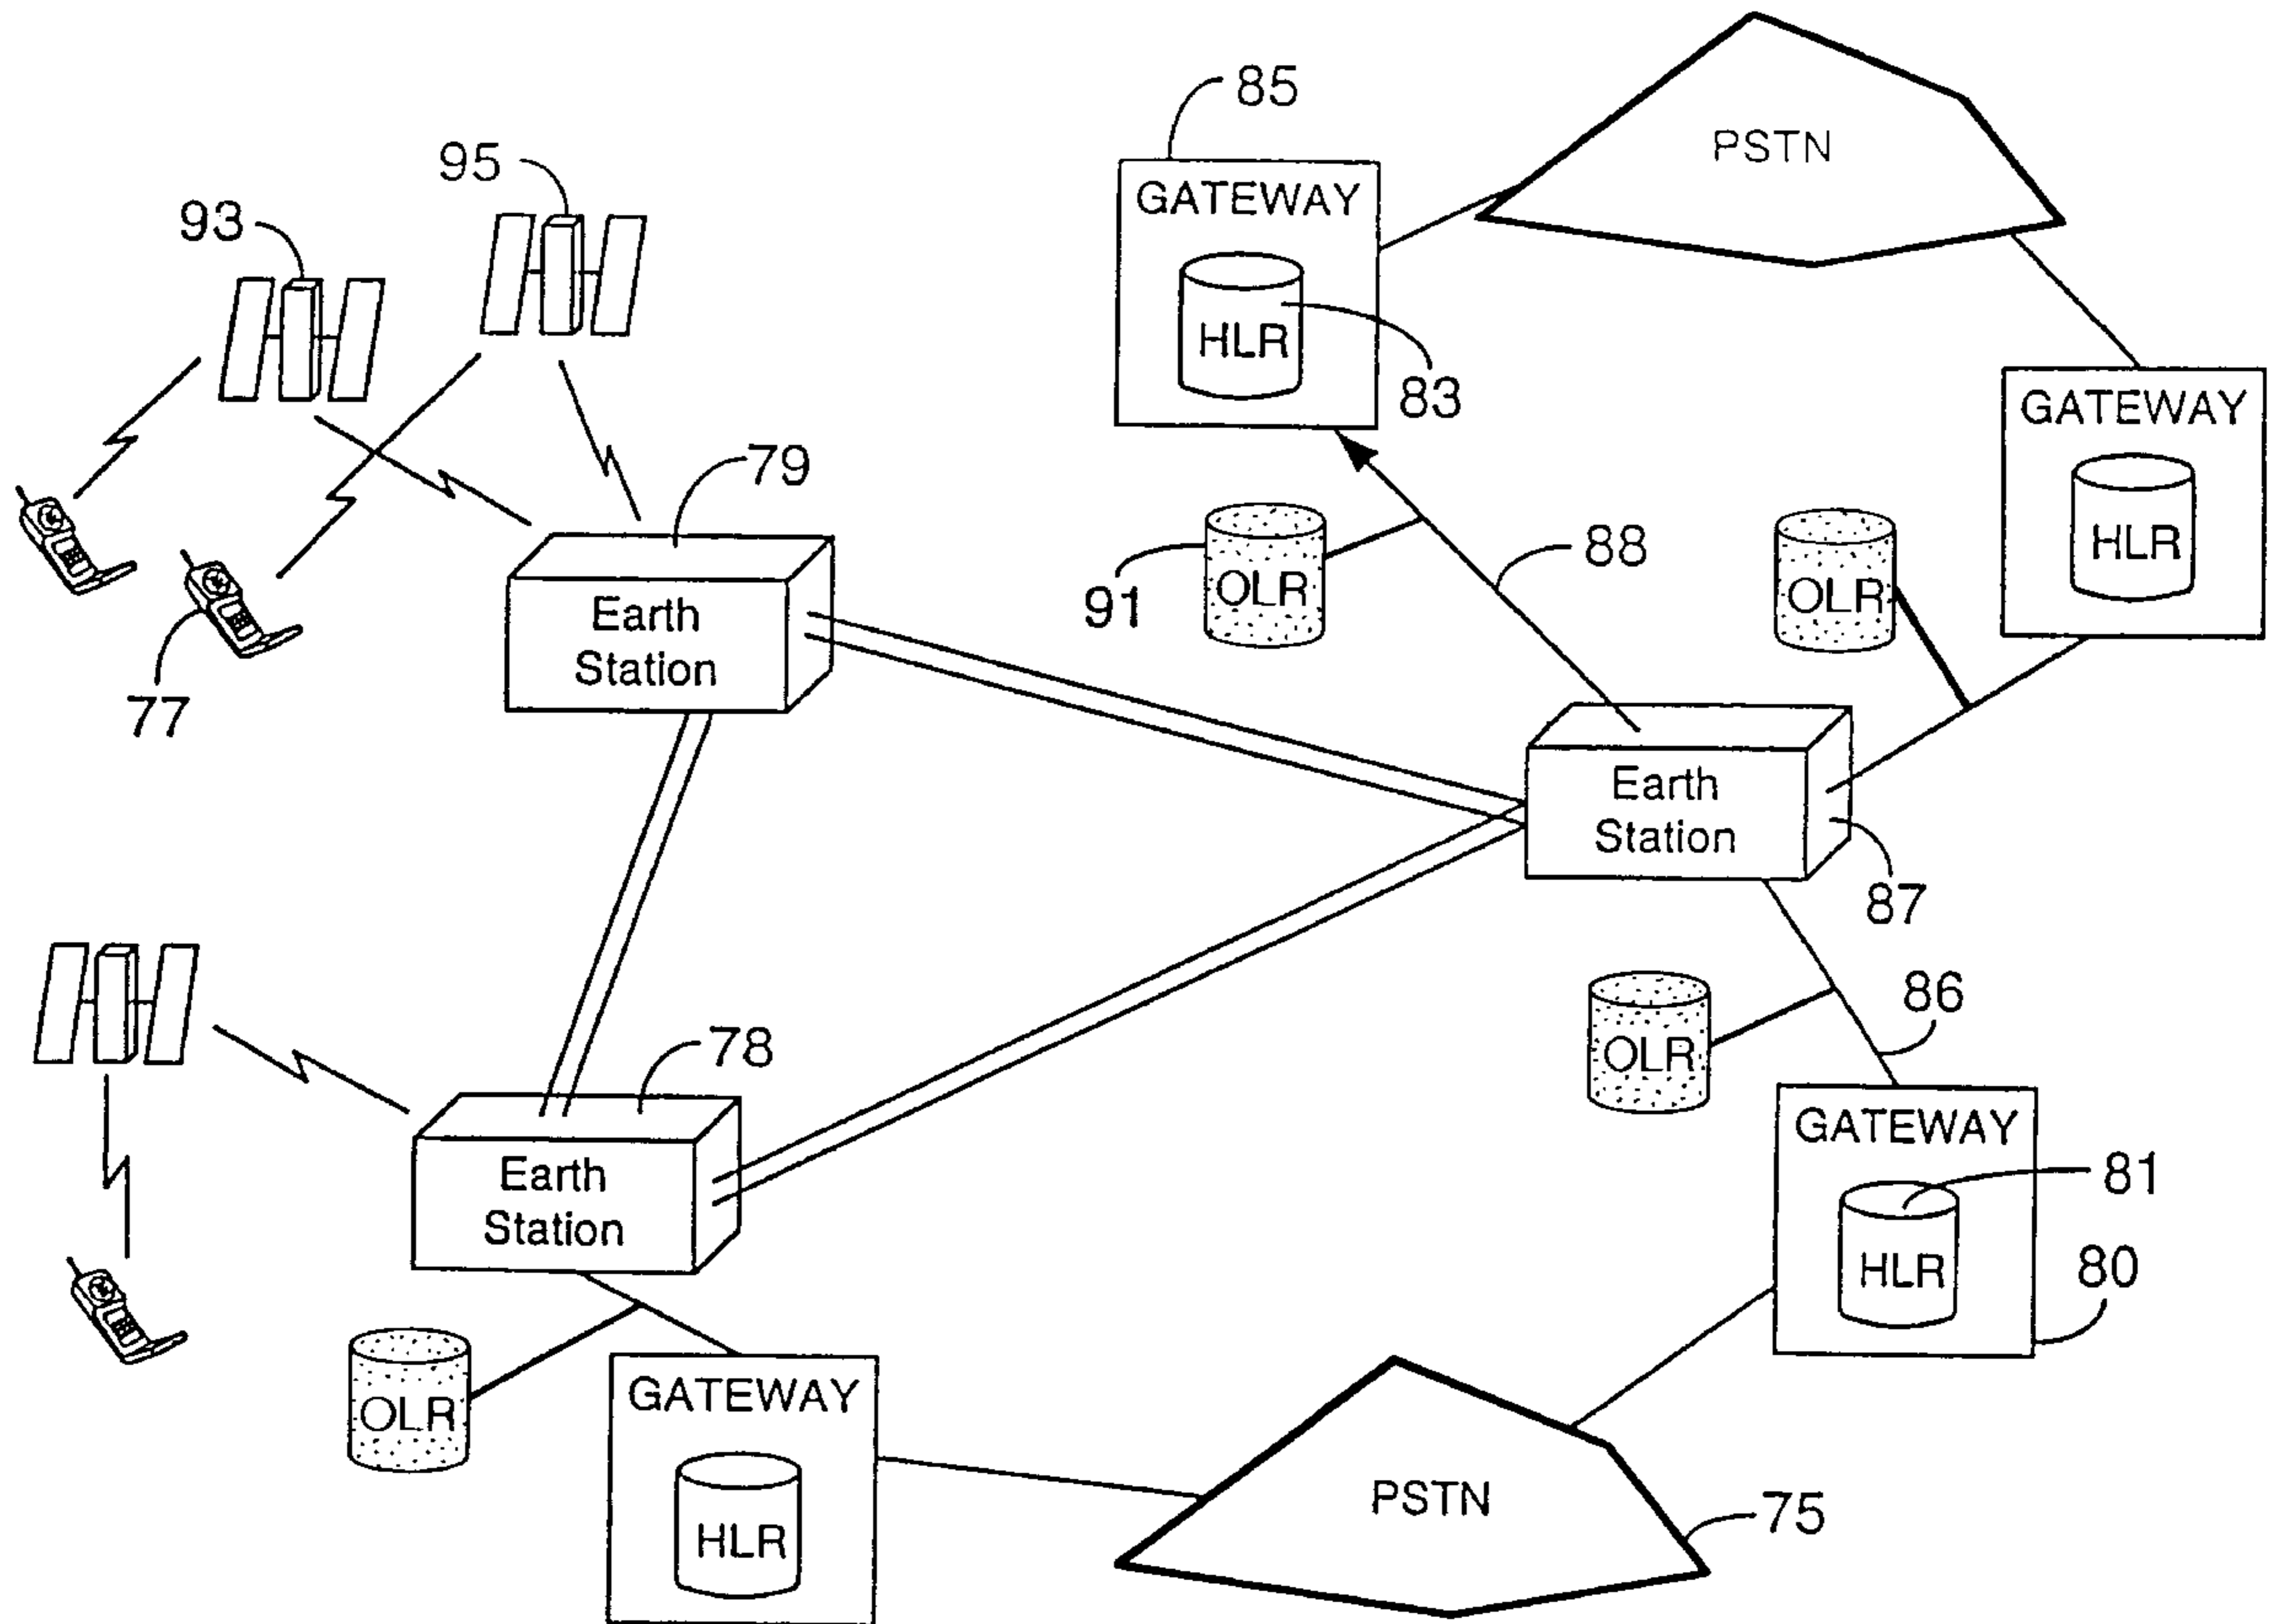 85
PSTN
95
GATEWAY
93
HLR
83
GATEWAY
79
HLR
88
OLR
91
OLR
Earth
Station
77
Earth
Station
87
86
OLR
78
GATEWAY
Earth
Station
81
HLR
80
OLR
GATEWAY
PSTN
75
HLR